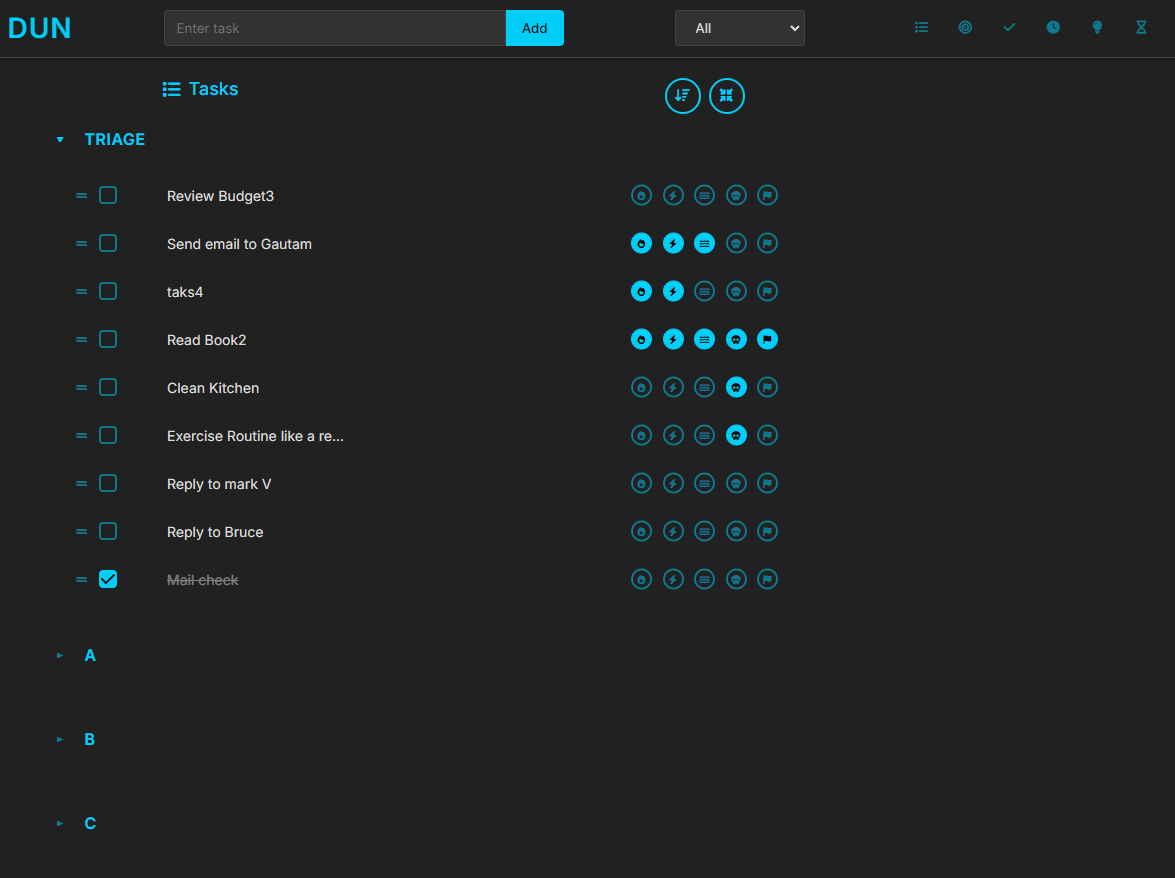 DUN
Enter task
Add
All
Tasks
TRIAGE
Review Budget3
Send email to Gautam
taks4
Read Book2
Clean Kitchen
Exercise Routine like a re...
Reply to mark V
Reply to Bruce
Mail check
A
B
C